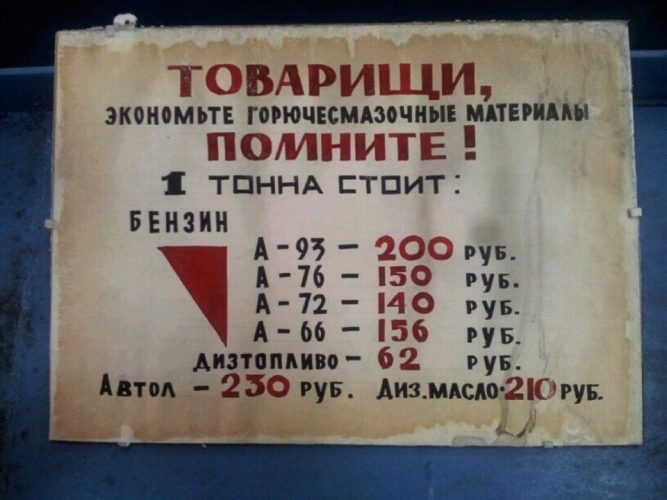 ТОВАРИЩИ,
ЭКОНОМЬТЕ ГОРЮЧЕСМАЗОЧНЫЕ МАТЕРИАЛЫ
ПОМНИТЕ!
1 ТОННА СТОИТ:
БЕНЗИН
А-93 - 200 РУБ.
А-76 - 150 РУБ.
А-72 - 140 РУБ.
А-66 - 156 РУБ.
ДИЗТОПЛИВО - 62 РУБ.
АВТОЛ - 230 РУБ. ДИЗ.МАСЛО-210 РУБ.